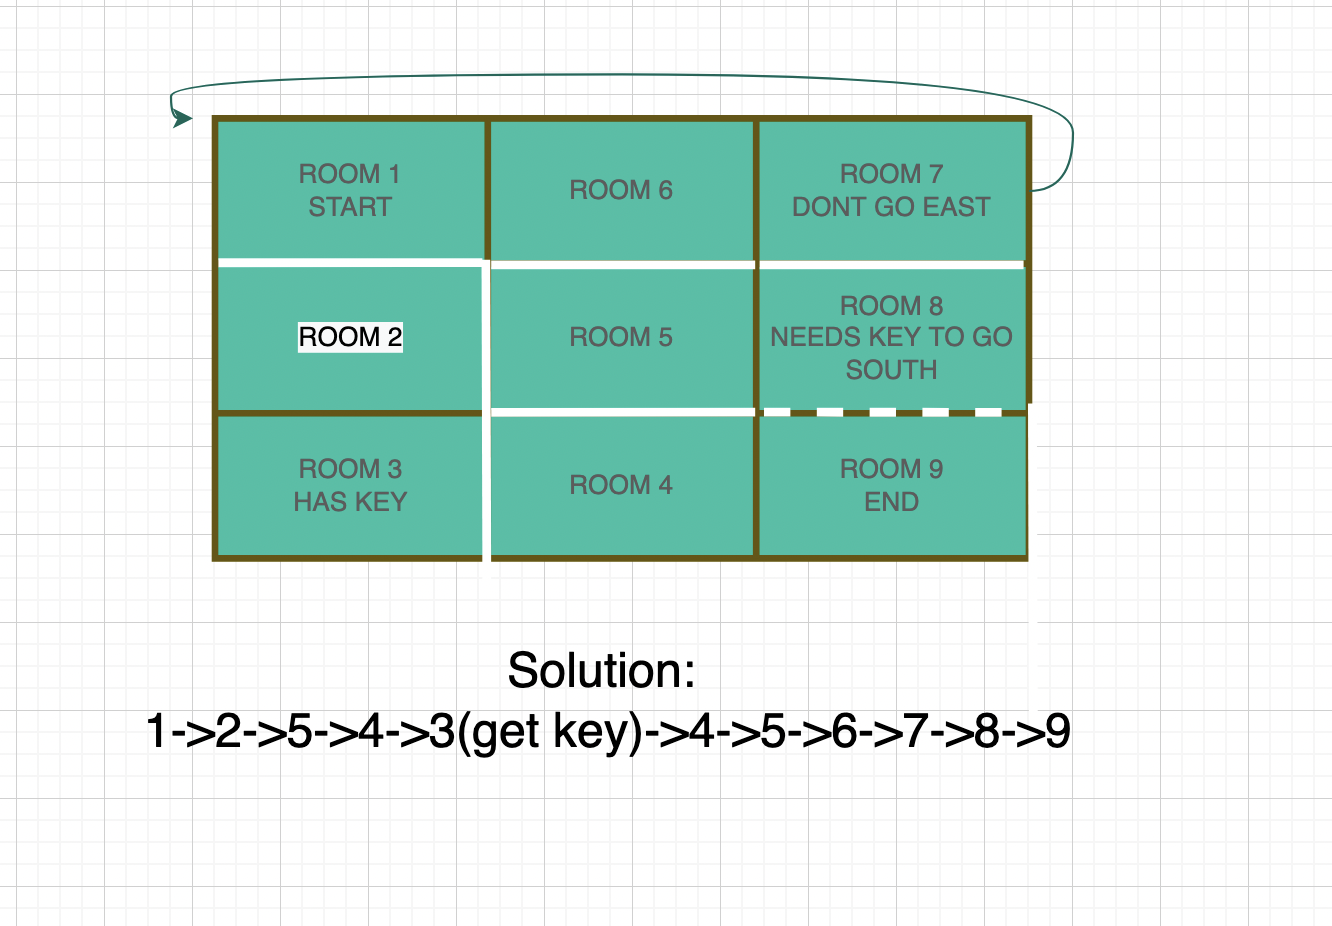 ROOM 1
START
ROOM 6
ROOM 7
DONT GO EAST
ROOM 2
ROOM 5
ROOM 8
NEEDS KEY TO GO
SOUTH
ROOM 3
HAS KEY
ROOM 4
ROOM 9
END
Solution:
1->2->5->4->3(get key)->4->5->6->7->8->9